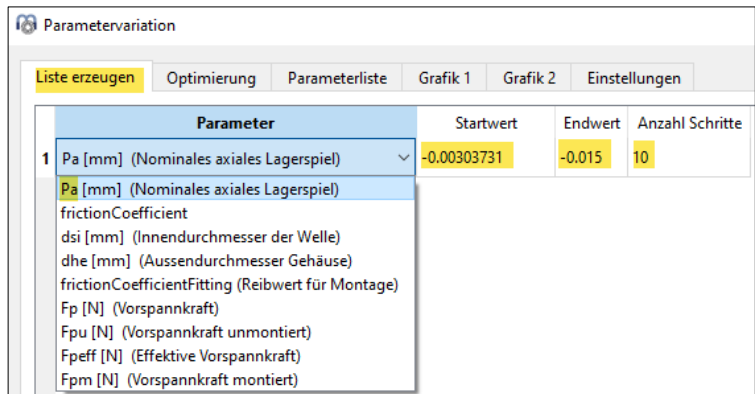 Parametervariation
Liste erzeugen Optimierung Parameterliste Grafik 1 Grafik 2 Einstellungen
Parameter Startwert Endwert Anzahl Schritte
1 Pa [mm] (Nominales axiales Lagerspiel) -0.00303731 -0.015 10
Pa [mm] (Nominales axiales Lagerspiel)
frictionCoefficient
dsi [mm] (Innendurchmesser der Welle)
dhe [mm] (Aussendurchmesser Gehäuse)
frictionCoefficientFitting (Reibwert für Montage)
Fp [N] (Vorspannkraft)
Fpu [N] (Vorspannkraft unmontiert)
Fpeff [N] (Effektive Vorspannkraft)
Fpm [N] (Vorspannkraft montiert)